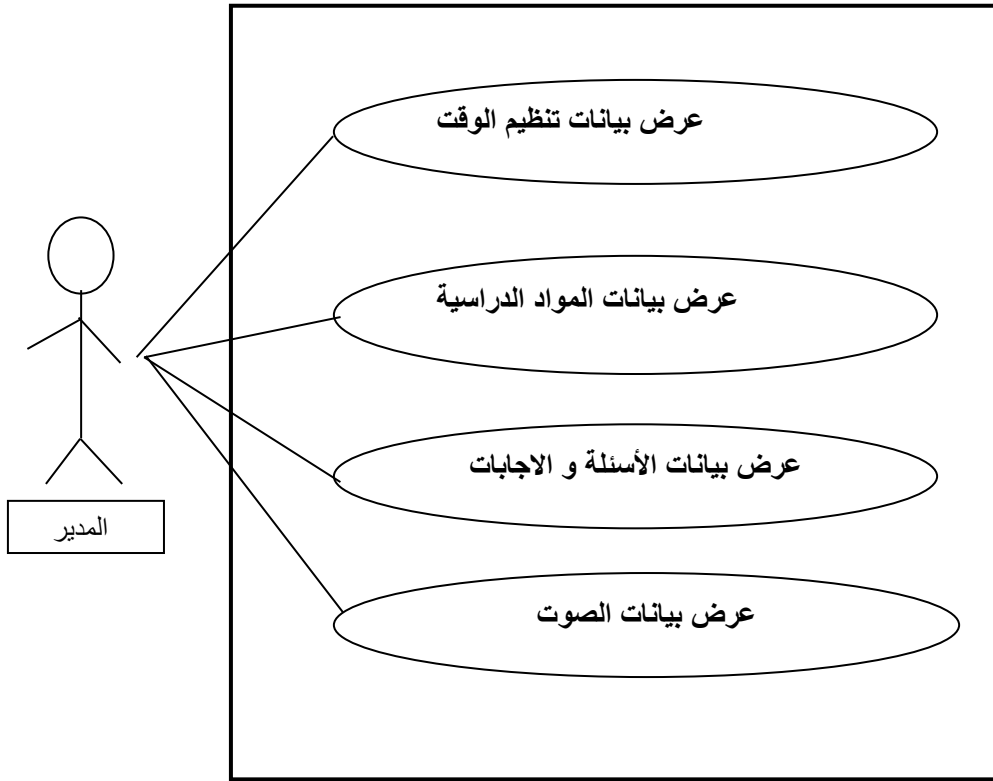 عرض بيانات تنظيم الوقت
عرض بيانات المواد الدراسية
عرض بيانات الأسئلة و الاجابات
المدير
عرض بيانات الصوت